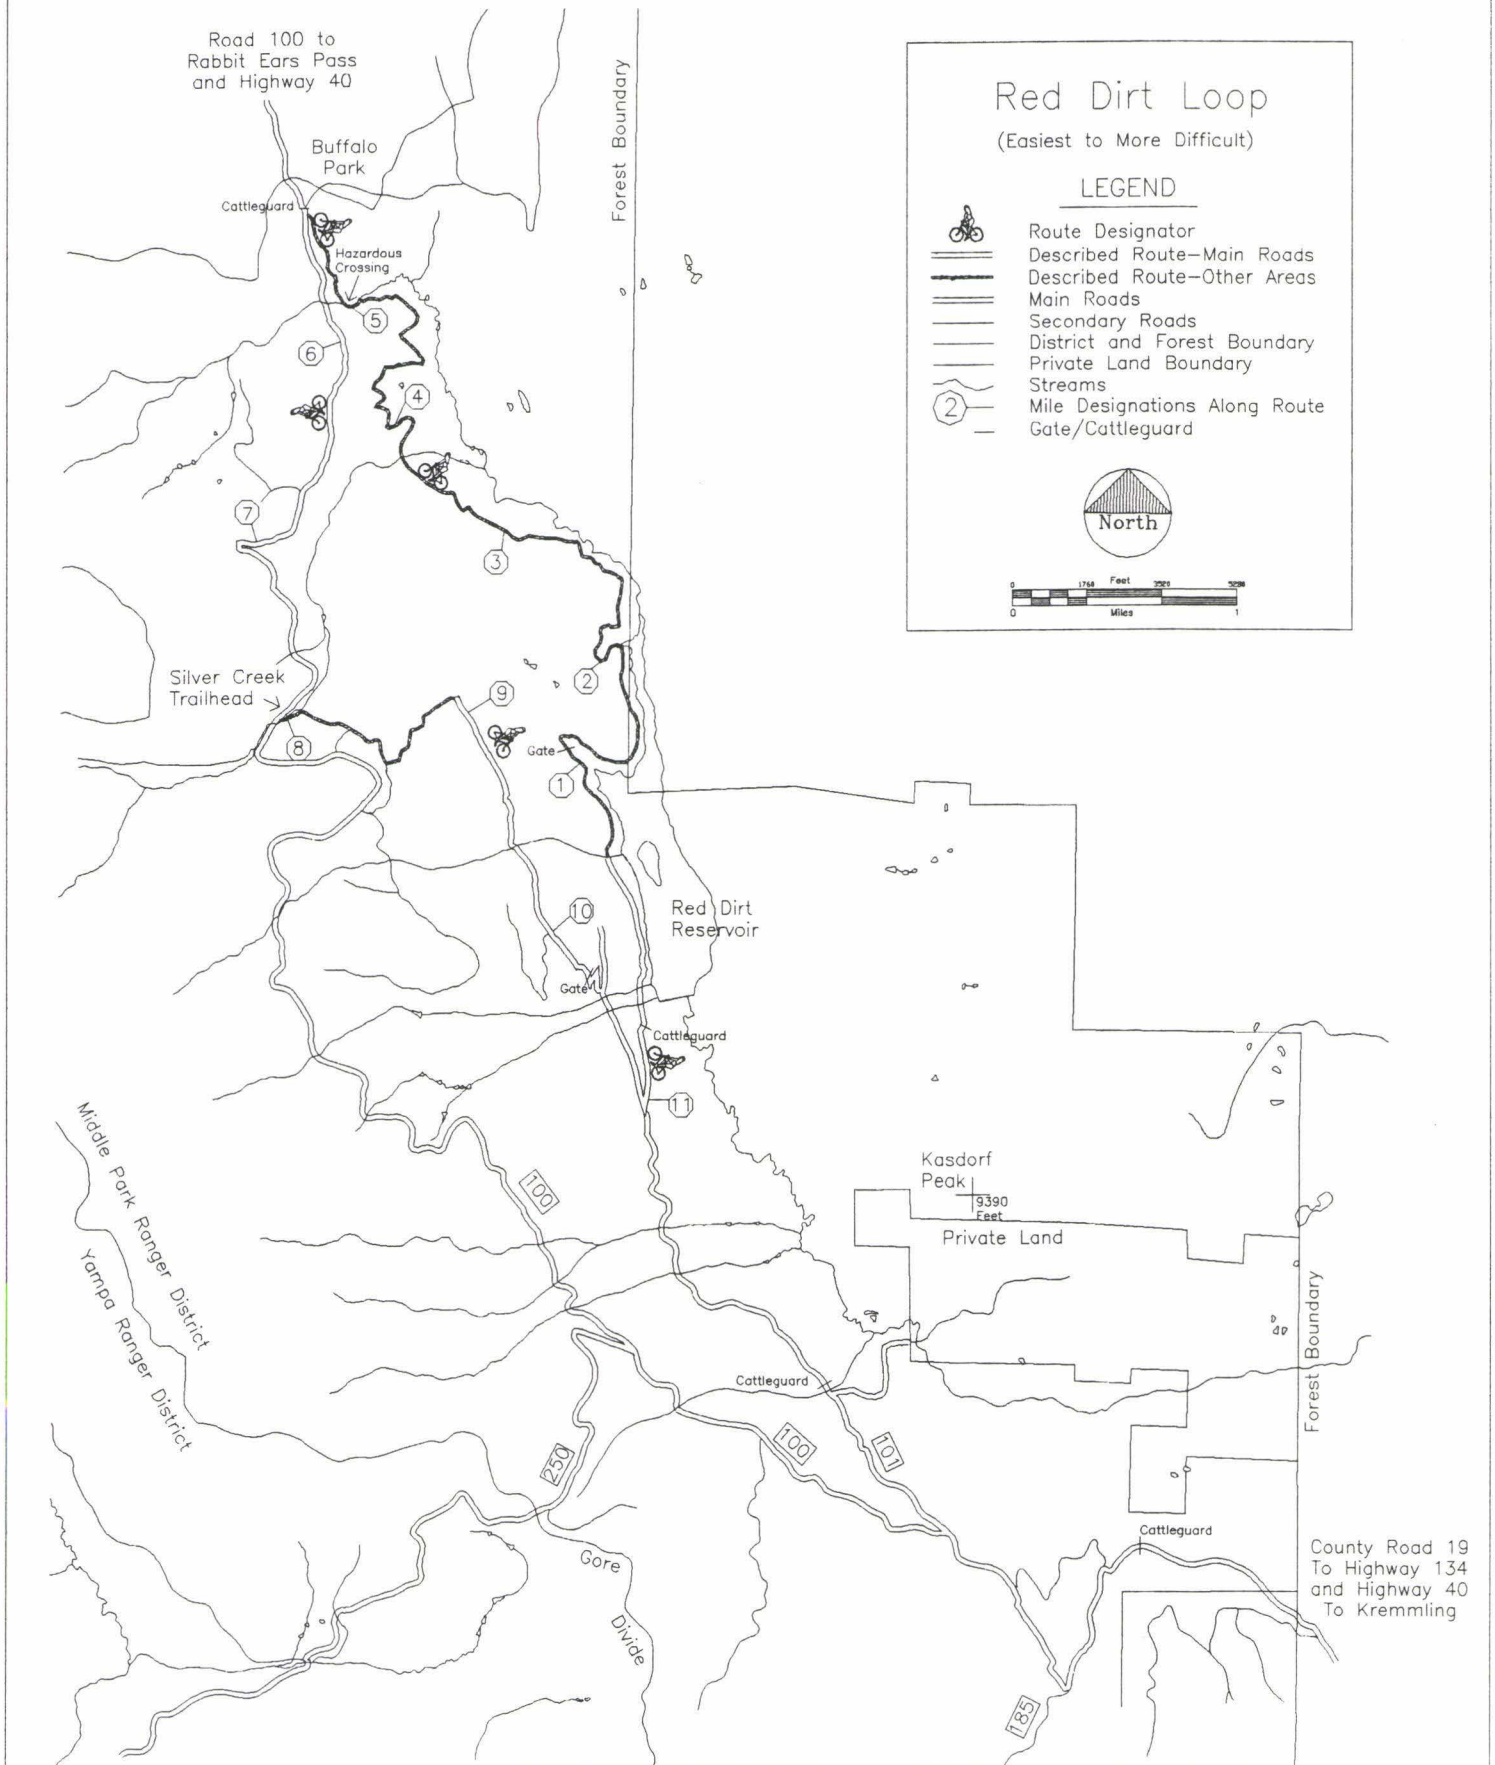 Road 100 to
Rabbit Ears Pass
and Highway 40
Buffalo
Park
Cattleguard
Hazardous
Crossing
Forest Boundary
5
6
4
7
3
2
Silver Creek
Trailhead
9
8
Gate
1
Red Dirt
Reservoir
10
Gate
Cattleguard
11
Red Dirt Loop
(Easiest to More Difficult)
LEGEND
Route Designator
Described Route-Main Roads
Described Route-Other Areas
Main Roads
Secondary Roads
District and Forest Boundary
Private Land Boundary
Streams
2 Mile Designations Along Route
Gate/Cattleguard
North
Feet
0 1760 3520 5280
0 Miles 1
Middle Park Ranger District
Yampa Ranger District
100
Kasdorf
Peak
9390
Feet
Private Land
Forest Boundary
Cattleguard
250
100
101
Cattleguard
Gore
Divide
185
County Road 19
To Highway 134
and Highway 40
To Kremmling